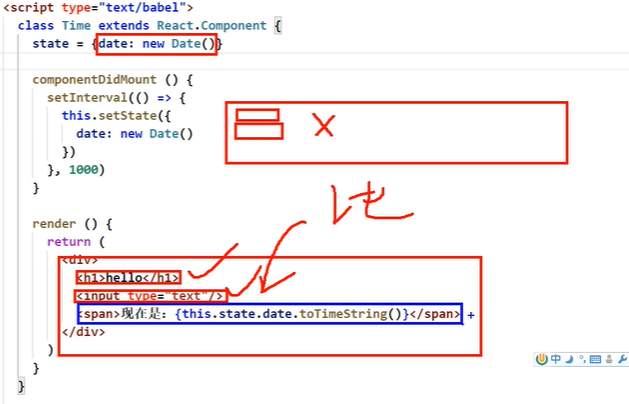 <script type="text/babel">
class Time extends React.Component {
state = {date: new Date()}
componentDidMount () {
setInterval(() => {
this.setState({
date: new Date()
})
}, 1000)
}
X
比
render () {
return (
<div>
<h1>hello</h1>
<input type="text"/>
<span>现在是：{this.state.date.toTimeString()}</span> +
</div>
)
}
}
中